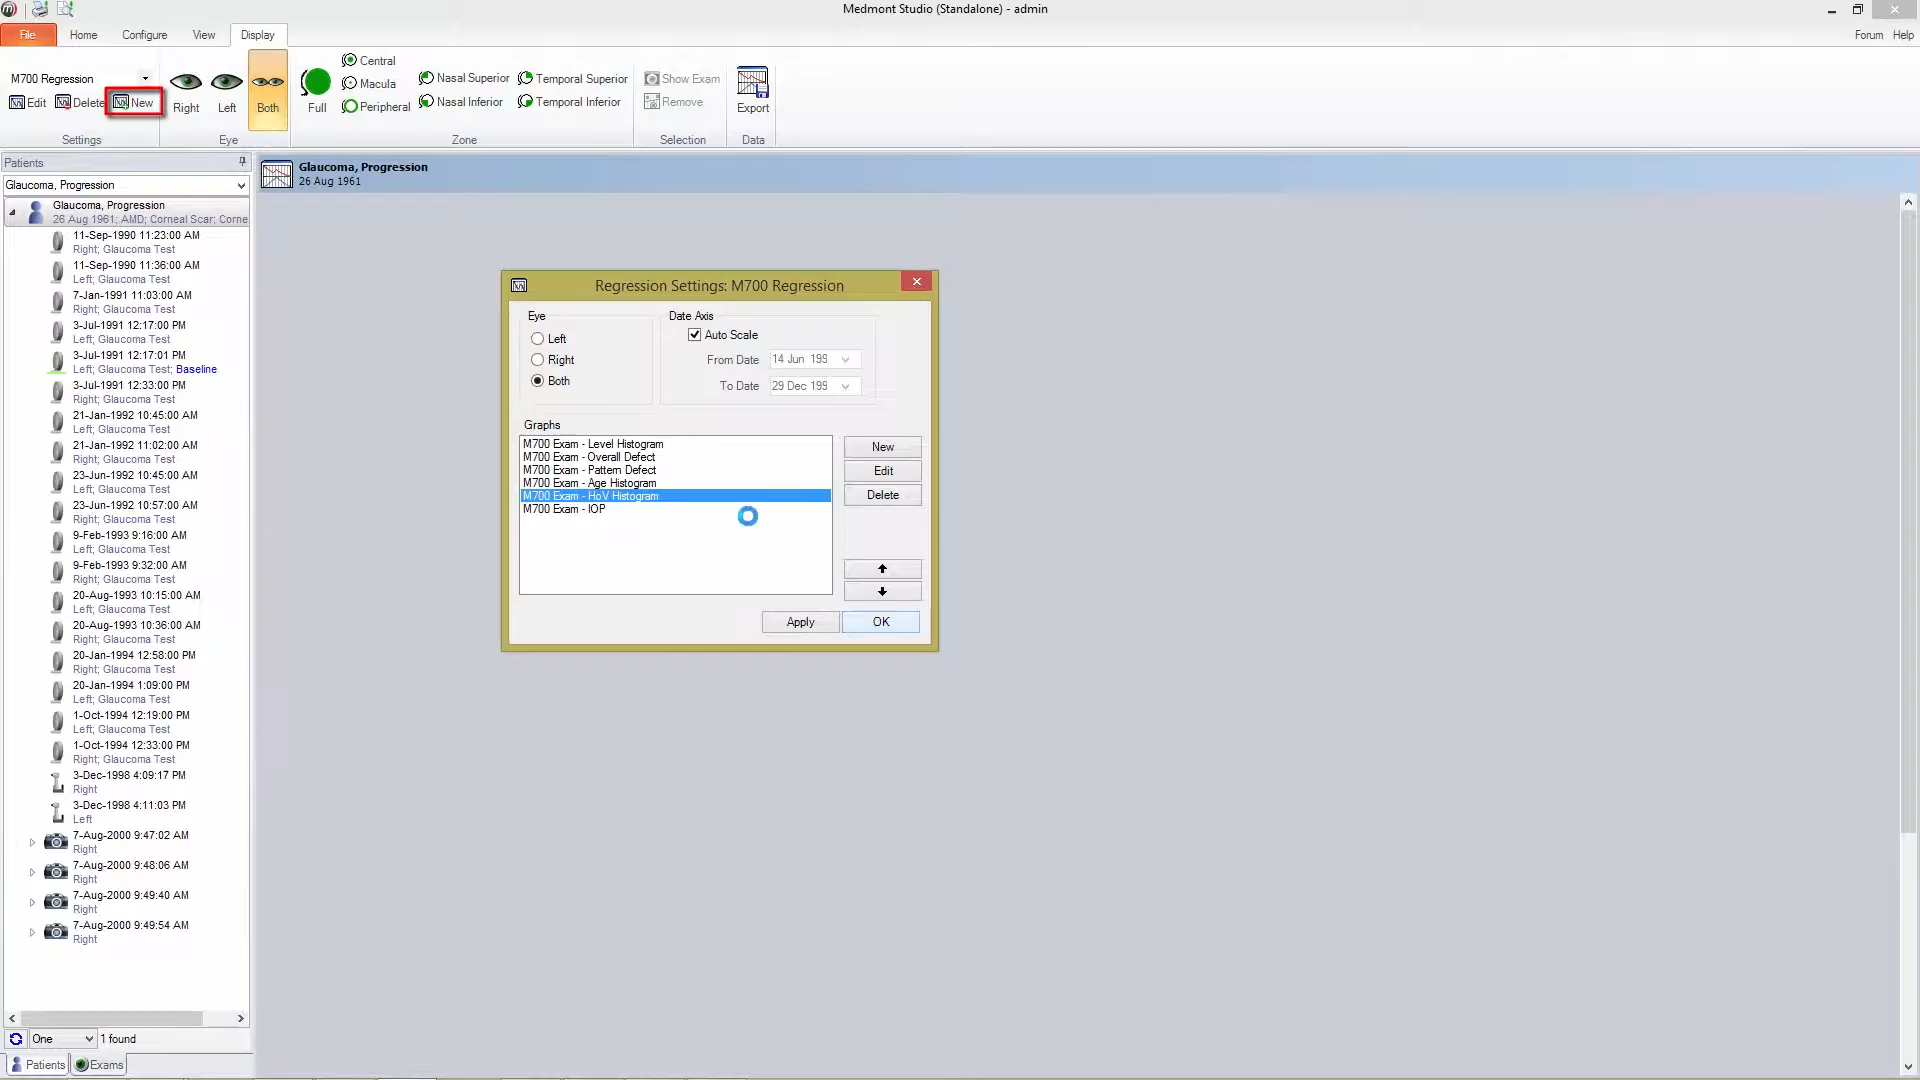 Medmont Studio (Standalone) - admin
File
Home
Configure
View
Display
Forum
Help
M700 Regression
Edit
Delete
New
Settings
Right
Left
Both
Eye
Full
Central
Macula
Peripheral
Nasal Superior
Nasal Inferior
Temporal Superior
Temporal Inferior
Zone
Show Exam
Remove
Selection
Export
Data
Patients
Glaucoma, Progression
Glaucoma, Progression
26 Aug 1961; AMD; Corneal Scar; Corne
11-Sep-1990 11:23:00 AM
Right; Glaucoma Test
11-Sep-1990 11:36:00 AM
Left; Glaucoma Test
7-Jan-1991 11:03:00 AM
Right; Glaucoma Test
3-Jul-1991 12:17:00 PM
Left; Glaucoma Test
3-Jul-1991 12:17:01 PM
Left; Glaucoma Test; Baseline
3-Jul-1991 12:33:00 PM
Right; Glaucoma Test
21-Jan-1992 10:45:00 AM
Left; Glaucoma Test
21-Jan-1992 11:02:00 AM
Right; Glaucoma Test
23-Jun-1992 10:45:00 AM
Left; Glaucoma Test
23-Jun-1992 10:57:00 AM
Right; Glaucoma Test
9-Feb-1993 9:16:00 AM
Left; Glaucoma Test
9-Feb-1993 9:32:00 AM
Right; Glaucoma Test
20-Aug-1993 10:15:00 AM
Left; Glaucoma Test
20-Aug-1993 10:36:00 AM
Right; Glaucoma Test
20-Jan-1994 12:58:00 PM
Right; Glaucoma Test
20-Jan-1994 1:09:00 PM
Left; Glaucoma Test
1-Oct-1994 12:19:00 PM
Left; Glaucoma Test
1-Oct-1994 12:33:00 PM
Right; Glaucoma Test
3-Dec-1998 4:09:17 PM
Right
3-Dec-1998 4:11:03 PM
Left
7-Aug-2000 9:47:02 AM
Right
7-Aug-2000 9:48:06 AM
Right
7-Aug-2000 9:49:40 AM
Right
7-Aug-2000 9:49:54 AM
Right
One
1 found
Patients
Exams
Glaucoma, Progression
26 Aug 1961
Regression Settings: M700 Regression
Eye
Left
Right
Both
Date Axis
Auto Scale
From Date 14 Jun 199
To Date 29 Dec 199
Graphs
M700 Exam - Level Histogram
M700 Exam - Overall Defect
M700 Exam - Pattern Defect
M700 Exam - Age Histogram
M700 Exam - HoV Histogram
M700 Exam - IOP
New
Edit
Delete
Apply
OK